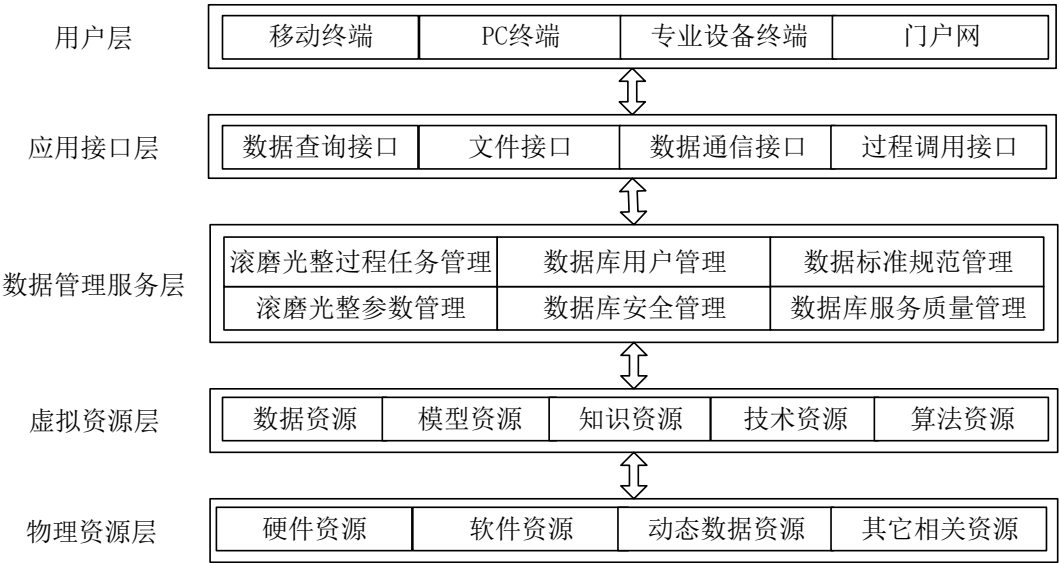 用户层 移动终端 PC终端 专业设备终端 门户网
应用接口层 数据查询接口 文件接口 数据通信接口 过程调用接口
滚磨光整过程任务管理 数据库用户管理 数据标准规范管理
数据管理服务层
滚磨光整参数管理 数据库安全管理 数据库服务质量管理
虚拟资源层 数据资源 模型资源 知识资源 技术资源 算法资源
物理资源层 硬件资源 软件资源 动态数据资源 其它相关资源